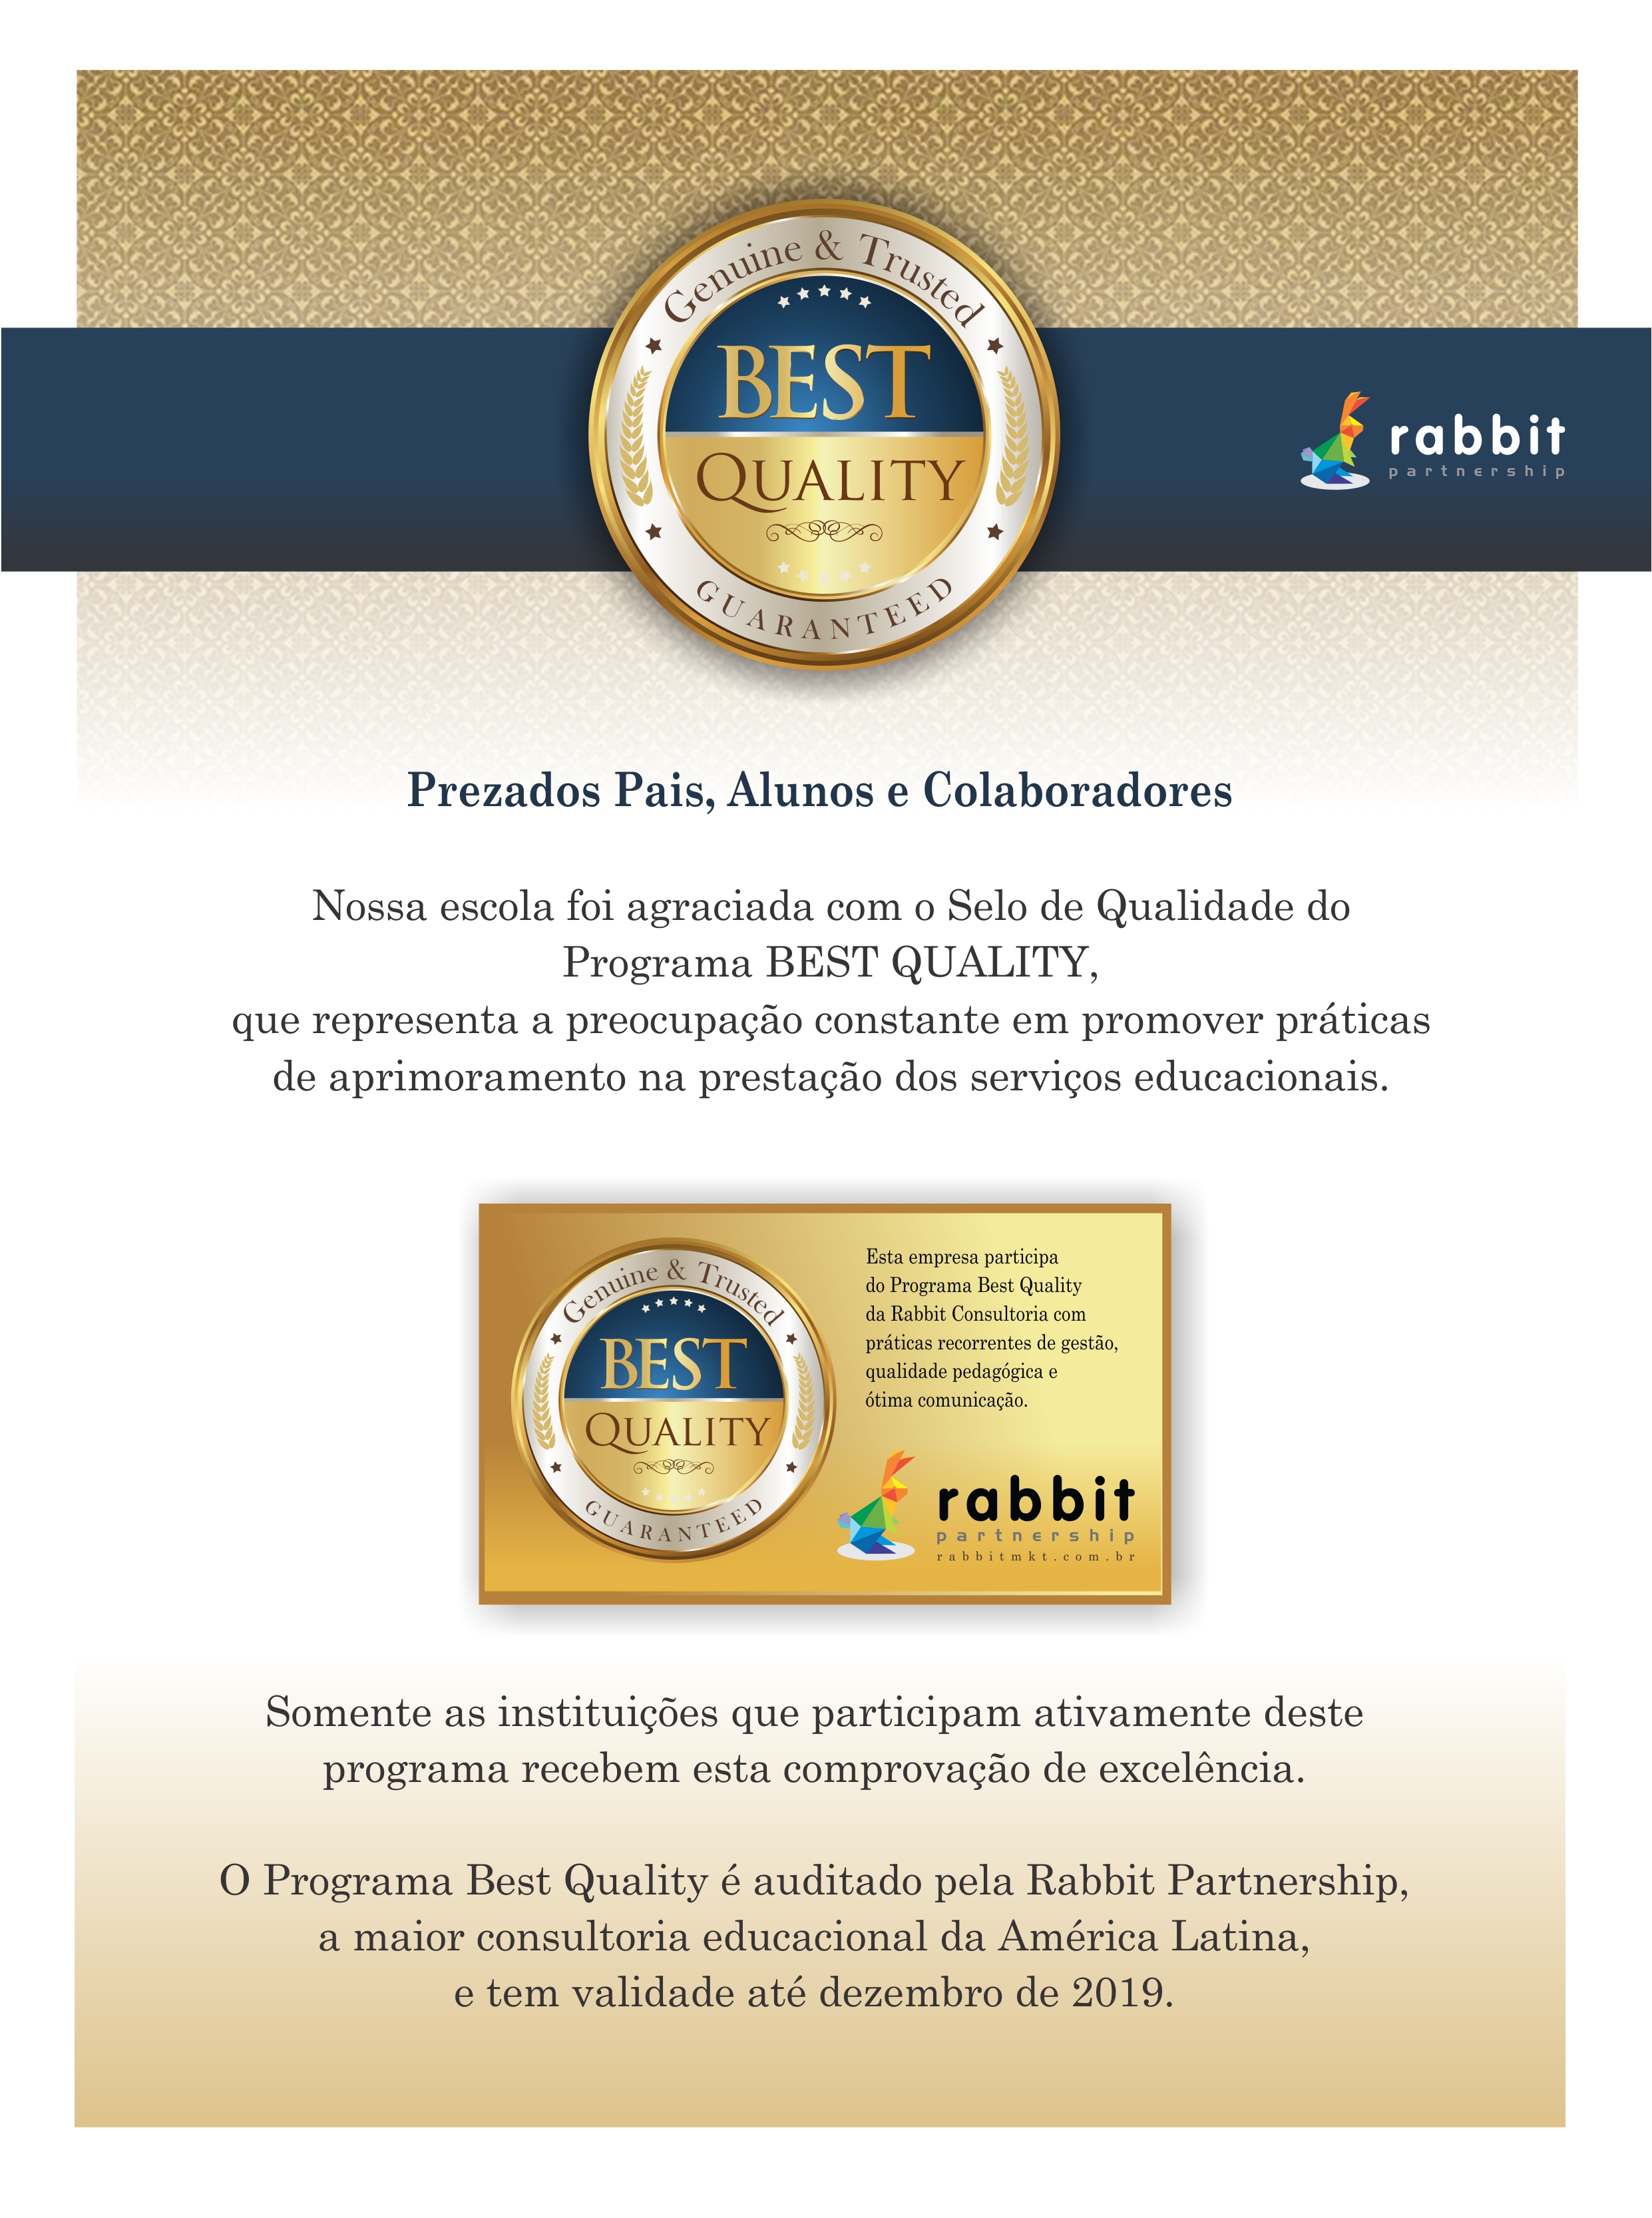 Genuine & Trusted
BEST
QUALITY
GUARANTEED
rabbit
partnership
Prezados Pais, Alunos e Colaboradores
Nossa escola foi agraciada com o Selo de Qualidade do
Programa BEST QUALITY,
que representa a preocupação constante em promover práticas
de aprimoramento na prestação dos serviços educacionais.
Genuine & Trusted
BEST
QUALITY
GUARANTEED
Esta empresa participa
do Programa Best Quality
da Rabbit Consultoria com
práticas recorrentes de gestão,
qualidade pedagógica e
ótima comunicação.
rabbit
partnership
rabbitmkt.com.br
Somente as instituições que participam ativamente deste
programa recebem esta comprovação de excelência.
O Programa Best Quality é auditado pela Rabbit Partnership,
a maior consultoria educacional da América Latina,
e tem validade até dezembro de 2019.